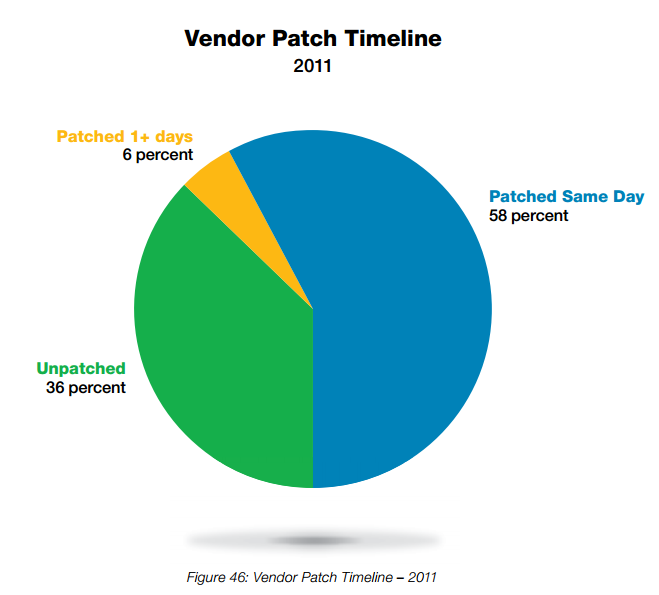 Vendor Patch Timeline
2011
Patched 1+ days
6 percent
Patched Same Day
58 percent
Unpatched
36 percent
Figure 46: Vendor Patch Timeline – 2011